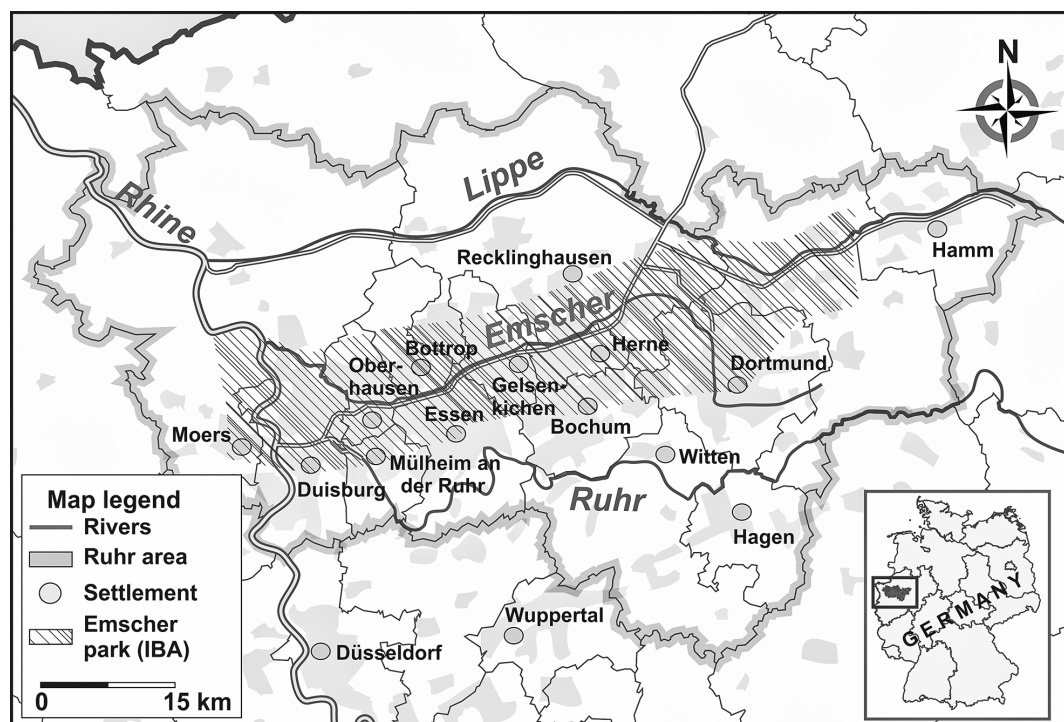 N
Rhine
Lippe
Hamm
Recklinghausen
Emscher
Bottrop
Herne
Ober-
hausen
Gelsen-
kichen
Dortmund
Essen
Bochum
Moers
Mülheim an
der Ruhr
Witten
Duisburg
Ruhr
Hagen
Wuppertal
Düsseldorf
Map legend
Rivers
Ruhr area
Settlement
Emscher
park (IBA)
0 15 km
GERMANY